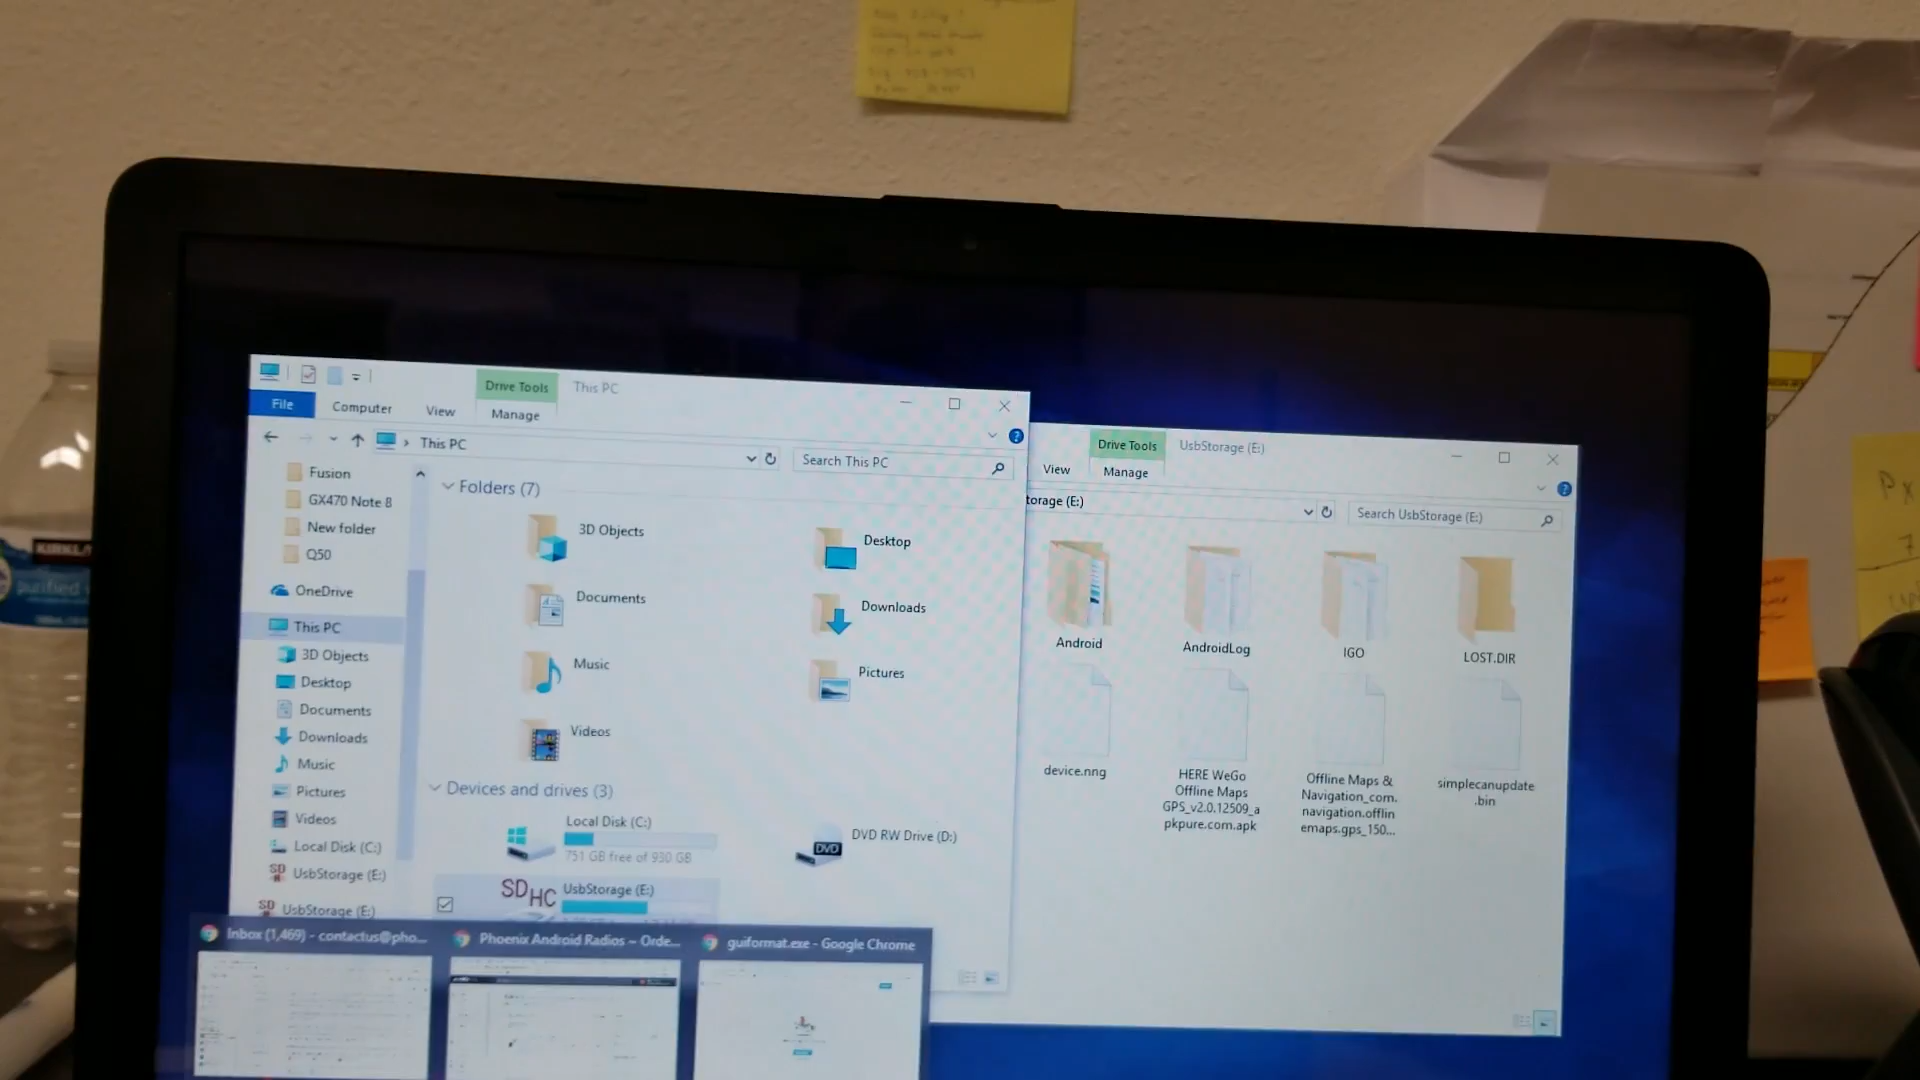 KIRKLA
purified
Drive Tools
This PC
File
Computer
View
Manage
This PC
Search This PC
Fusion
GX470 Note 8
New folder
Q50
OneDrive
This PC
3D Objects
Desktop
Documents
Downloads
Music
Pictures
Videos
Local Disk (C:)
UsbStorage (E:)
UsbStorage (E:)
Folders (7)
3D Objects
Desktop
Documents
Downloads
Music
Pictures
Videos
Devices and drives (3)
Local Disk (C:)
751 GB free of 930 GB
DVD RW Drive (D:)
DVD
SDHC
UsbStorage (E:)
Drive Tools
UsbStorage (E:)
View
Manage
torage (E:)
Search UsbStorage (E:)
Android
AndroidLog
IGO
LOST.DIR
device.nng
HERE WeGo
Offline Maps
GPS_v2.0.12509_a
pkpure.com.apk
Offline Maps &
Navigation_com.
navigation.offlin
emaps.gps_150...
simplecanupdate
.bin
Inbox (1,469) - contactus@pho...
Phoenix Android Radios ~ Orde...
guiformat.exe - Google Chrome